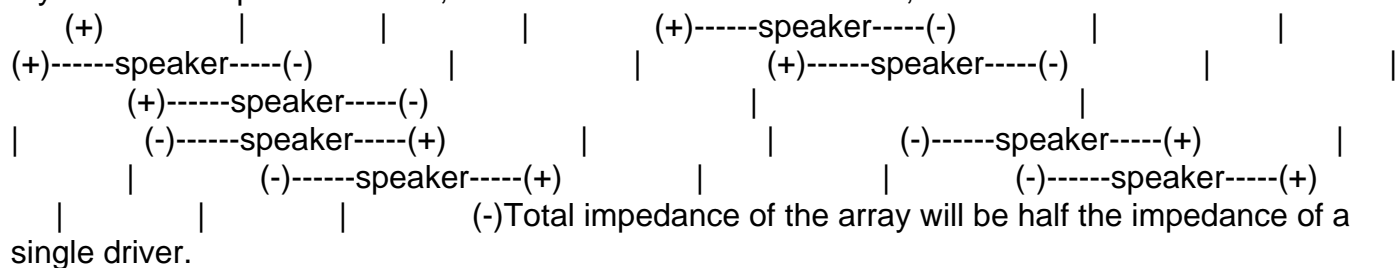 (+) | | | (+)------speaker-----(-) | |
(+)------speaker-----(-) | | (+)------speaker-----(-) | |
(+)------speaker-----(-) | |
| (-)------speaker-----(+) | | (-)------speaker-----(+) |
| (-)------speaker-----(+) | | (-)------speaker-----(+)
| | | (-)Total impedance of the array will be half the impedance of a
single driver.